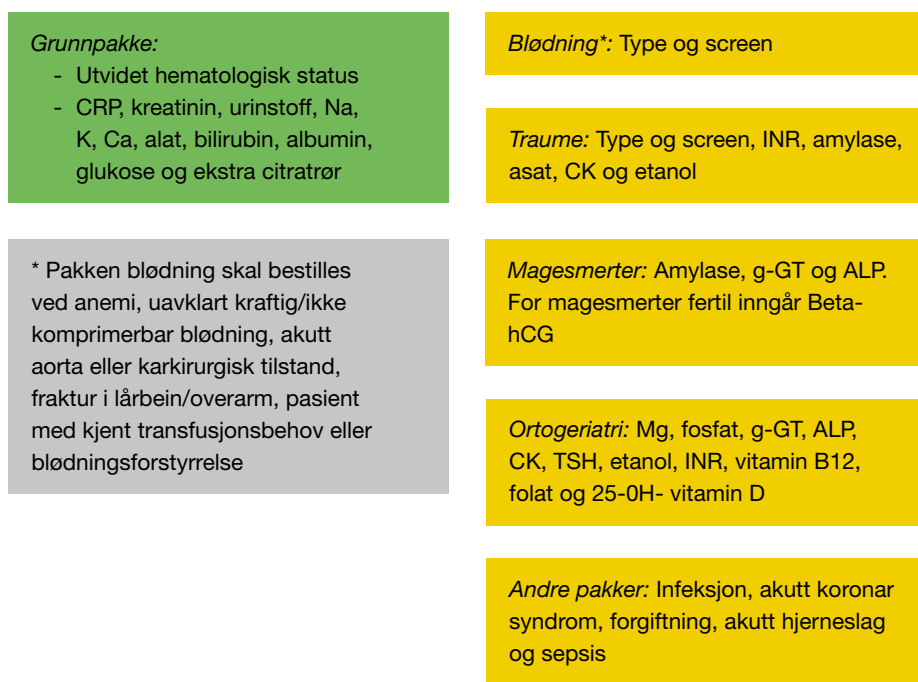 Grunnpakke:
- Utvidet hematologisk status
- CRP, kreatinin, urinstoff, Na,
K, Ca, alat, bilirubin, albumin,
glukose og ekstra citratrør
* Pakken blødning skal bestilles
ved anemi, uavklart kraftig/ikke
komprimerbar blødning, akutt
aorta eller karkirurgisk tilstand,
fraktur i lårbein/overarm, pasient
med kjent transfusjonsbehov eller
blødningsforstyrrelse
Blødning*: Type og screen
Traume: Type og screen, INR, amylase,
asat, CK og etanol
Magesmerter: Amylase, g-GT og ALP.
For magesmerter fertil inngår Beta-
hCG
Ortogeriatri: Mg, fosfat, g-GT, ALP,
CK, TSH, etanol, INR, vitamin B12,
folat og 25-0H- vitamin D
Andre pakker: Infeksjon, akutt koronar
syndrom, forgiftning, akutt hjerneslag
og sepsis